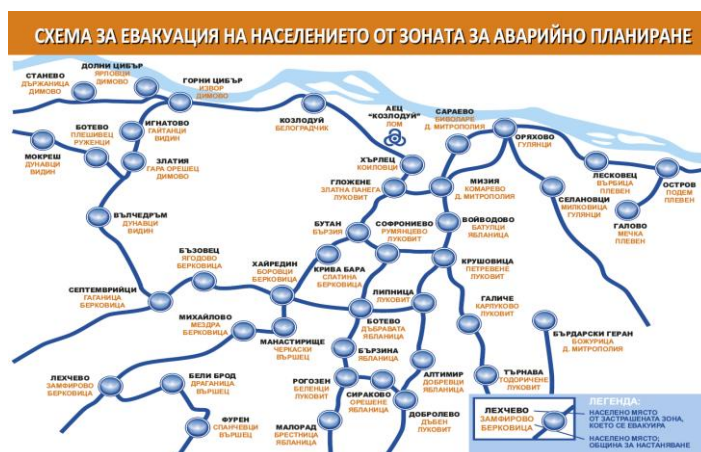 СХЕМА ЗА ЕВАКУАЦИЯ НА НАСЕЛЕНИЕТО ОТ ЗОНАТА ЗА АВАРИЙНО ПЛАНИРАНЕ
СТАНЕВО
ДЪРЖАНИЦА
ДИМОВО
ДОЛНИ ЦИБЪР
ЯРЛОВЦИ
ДИМОВО
ГОРНИ ЦИБЪР
ИЗВОР
ДИМОВО
КОЗЛОДУЙ
БЕЛОГРАДЧИК
АЕЦ
"КОЗЛОДУЙ"
ЛОМ
САРАЕВО
БИВОЛАРЕ
Д. МИТРОПОЛИЯ
ОРЯХОВО
ГУЛЯНЦИ
МОКРЕШ
ДУНАВЦИ
ВИДИН
БОТЕВО
ПЛЕШИВЕЦ
РУЖЕНЦИ
ИГНАТОВО
ГАЙТАНЦИ
ВИДИН
ЗЛАТИЯ
ГАРА ОРЕШЕЦ
ДИМОВО
ХЪРЛЕЦ
КОИЛОВЦИ
ГЛОЖЕНЕ
ЗЛАТНА ПАНЕГА
ЛУКОВИТ
МИЗИЯ
КОМАРЕВО
Д. МИТРОПОЛИЯ
ЛЕСКОВЕЦ
ВЪРБИЦА
ПЛЕВЕН
ОСТРОВ
ПОДЕМ
ПЛЕВЕН
СЕЛАНОВЦИ
МИЛКОВИЦА
ГУЛЯНЦИ
ГАЛОВО
МЕЧКА
ПЛЕВЕН
ВЪЛЧЕДРЪМ
ДУНАВЦИ
ВИДИН
БУТАН
БЪРЗИЯ
СОФРОНИЕВО
РУМЯНЦЕВО
ЛУКОВИТ
ВОЙВОДОВО
БАТУЛЦИ
ЯБЛАНИЦА
БЪЗОВЕЦ
ЯГОДОВО
БЕРКОВИЦА
ХАЙРЕДИН
БОРОВЦИ
БЕРКОВИЦА
КРИВА БАРА
СЛАТИНА
БЕРКОВИЦА
КРУШОВИЦА
ПЕТРЕВЕНЕ
ЛУКОВИТ
СЕПТЕМВРИЙЦИ
ГАГАНИЦА
БЕРКОВИЦА
МИХАЙЛОВО
МЕЗДРА
БЕРКОВИЦА
ЛИПНИЦА
ЛУКОВИТ
ГАЛИЧЕ
КАРЛУКОВО
ЛУКОВИТ
МАНАСТИРИЩЕ
ЧЕРКАСКИ
ВЪРШЕЦ
БОТЕВО
ДЪБРАВАТА
ЯБЛАНИЦА
БЪРДАРСКИ ГЕРАН
БОЖУРИЦА
Д. МИТРОПОЛИЯ
БЪРЗИНА
ЯБЛАНИЦА
ЛЕХЧЕВО
ЗАМФИРОВО
БЕРКОВИЦА
БЕЛИ БРОД
ДРАГАНИЦА
ВЪРШЕЦ
РОГОЗЕН
БЕЛЕНЦИ
ЛУКОВИТ
СИРАКОВО
ОРЕШЕНЕ
ЯБЛАНИЦА
АЛТИМИР
ДОБРЕВЦИ
ЯБЛАНИЦА
ТЪРНАВА
ТОДОРИЧЕНЕ
ЛУКОВИТ
ФУРЕН
СПАНЧЕВЦИ
ВЪРШЕЦ
МАЛОРАД
БРЕСТНИЦА
ЯБЛАНИЦА
ДОБРОЛЕВО
ДЪБЕН
ЛУКОВИТ
ЛЕГЕНДА:
ЛЕХЧЕВО
ЗАМФИРОВО
БЕРКОВИЦА
НАСЕЛЕНО МЯСТО
ОТ ЗАСТРАШЕНАТА ЗОНА,
КОЕТО СЕ ЕВАКУИРА
НАСЕЛЕНО МЯСТО;
ОБЩИНА ЗА НАСТАНЯВАНЕ